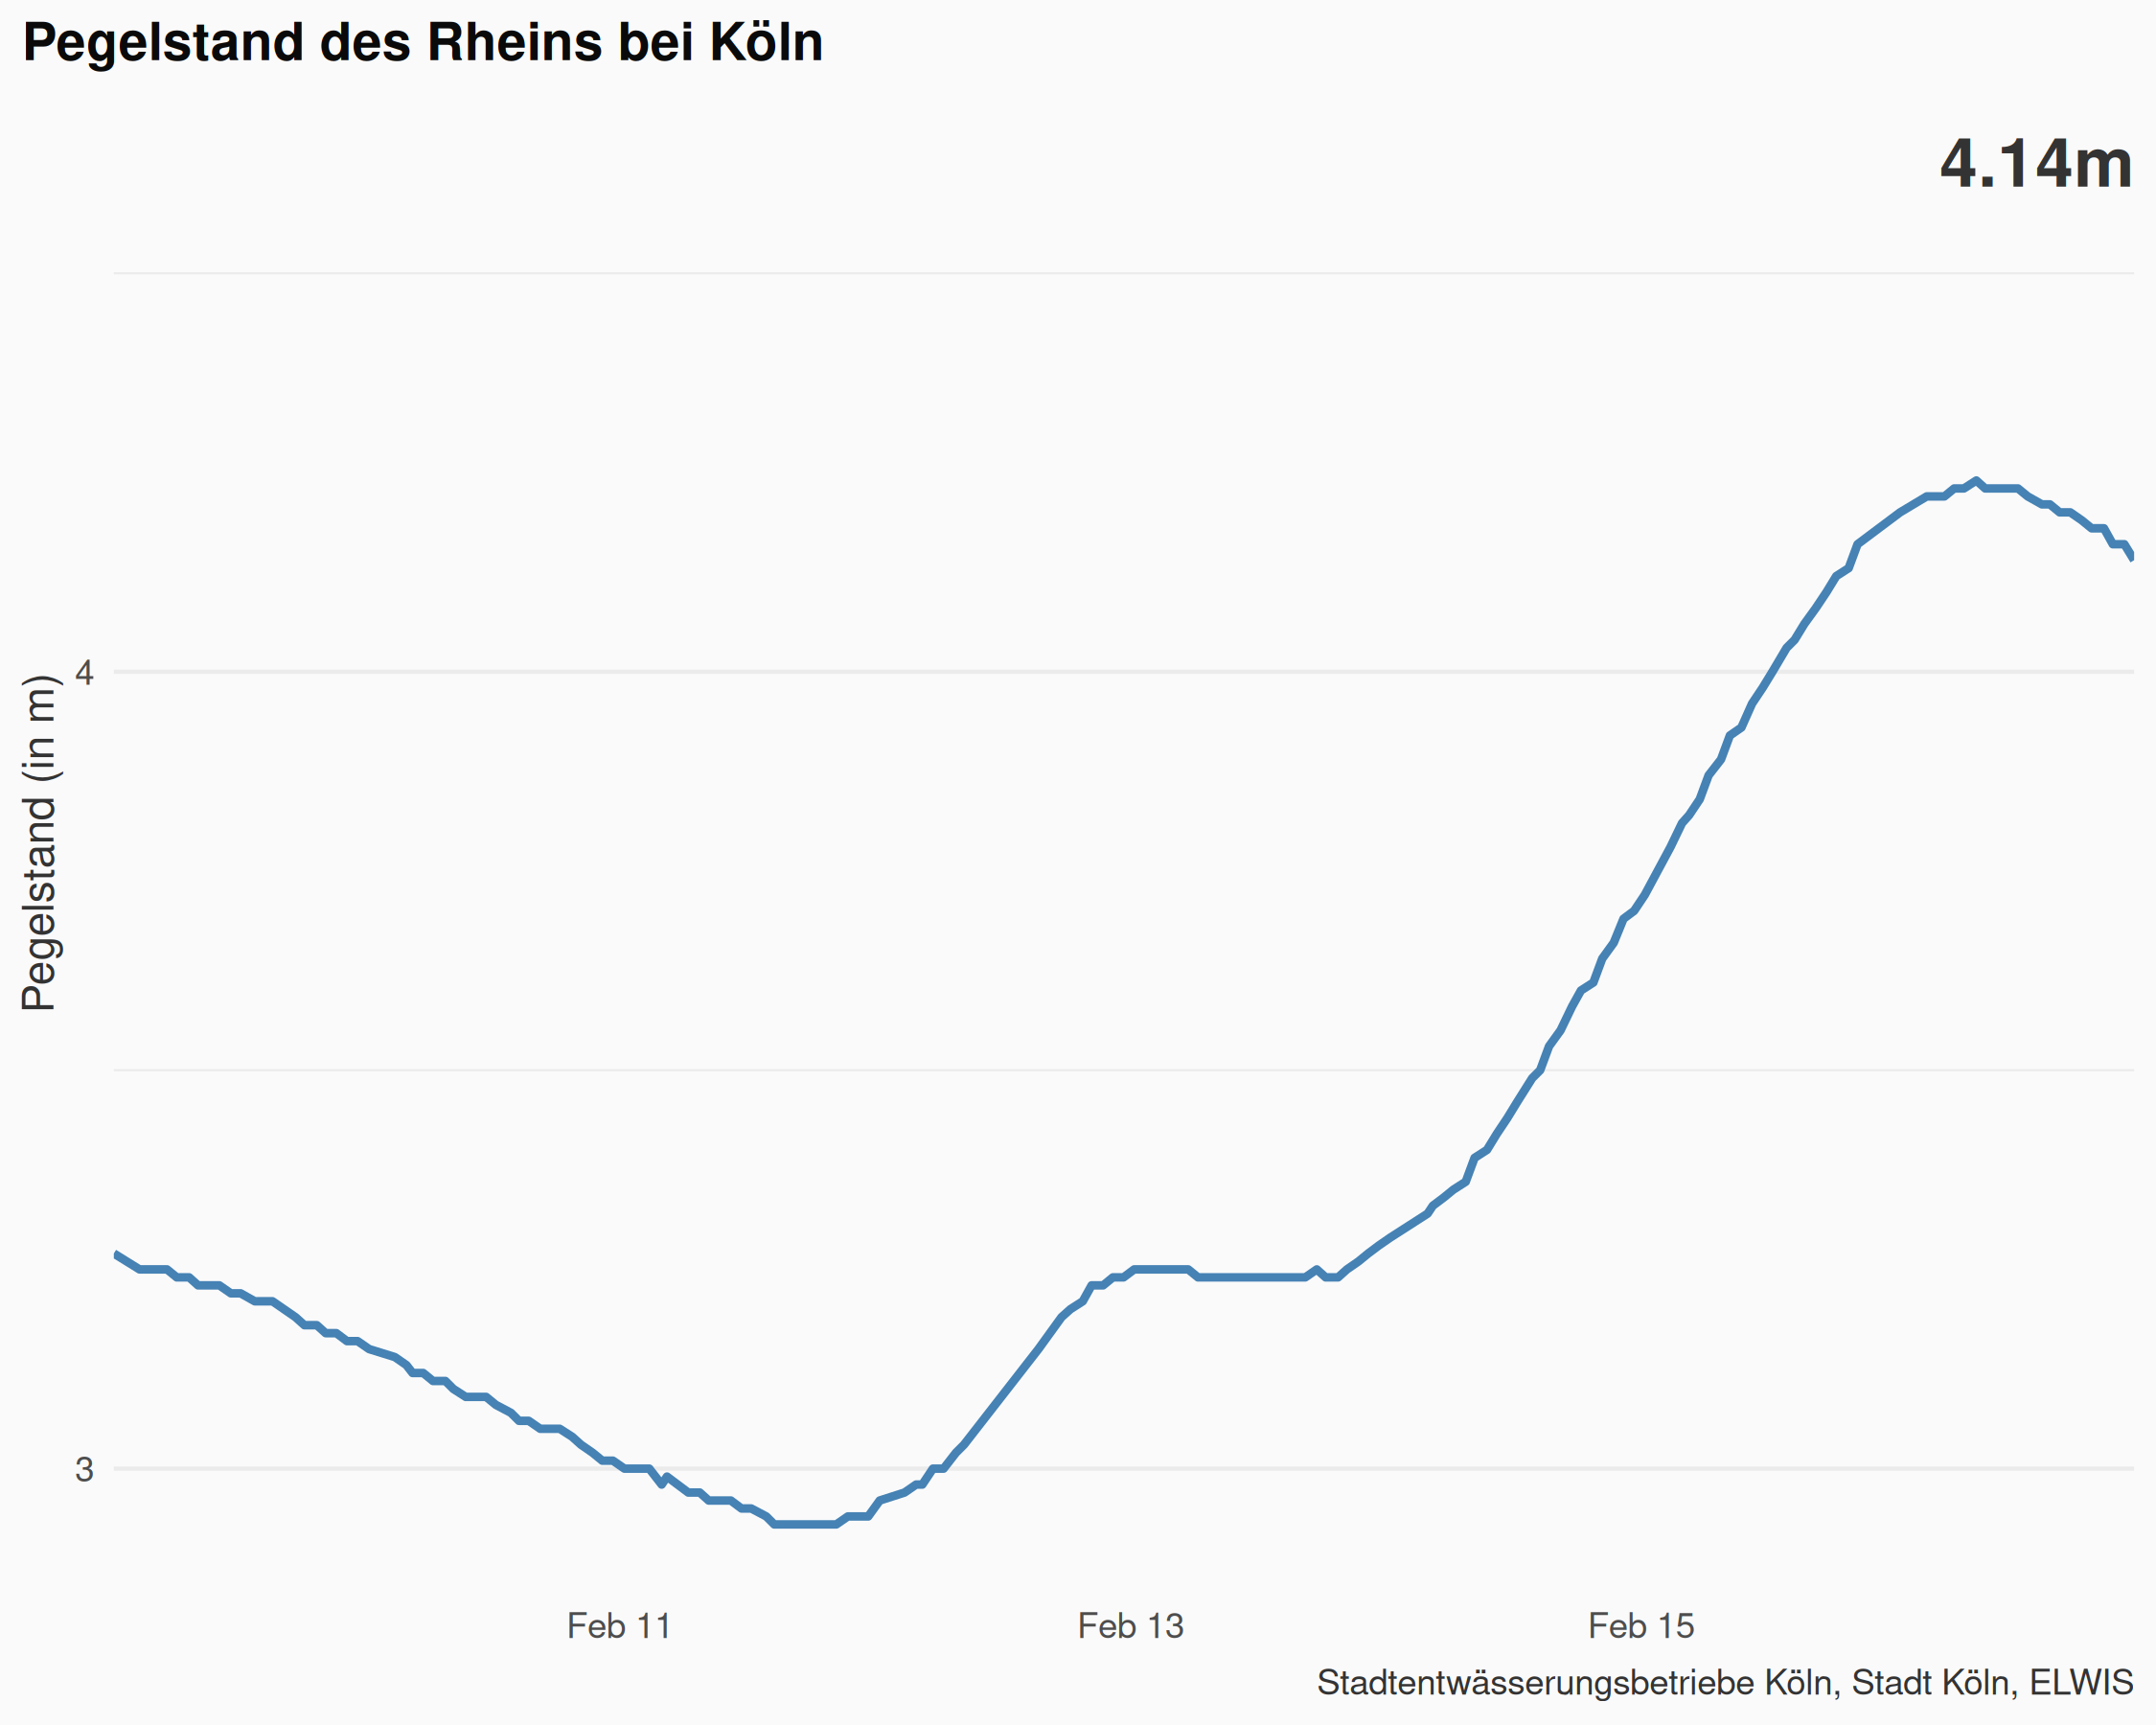 Pegelstand des Rheins bei Köln
4.14m
Pegelstand (in m)
4
3
Feb 11
Feb 13
Feb 15
Stadtentwässerungsbetriebe Köln, Stadt Köln, ELWIS